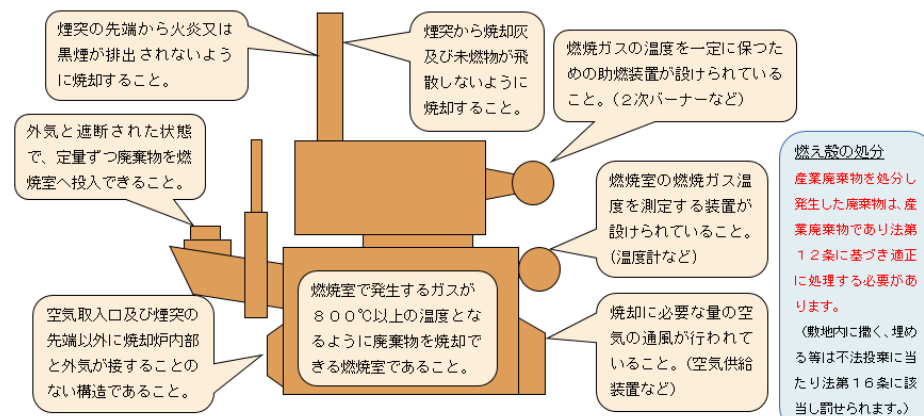 煙突の先端から火炎又は
黒煙が排出されないよう
に焼却すること。
煙突から焼却灰
及び未燃物が飛
散しないように
焼却すること。
燃焼ガスの温度を一定に保つた
めの助燃装置が設けられている
こと。（２次バーナーなど）
外気と遮断された状態
で、定量ずつ廃棄物を燃
焼室へ投入できること。
燃焼室の燃焼ガス温
度を測定する装置が
設けられていること。
（温度計など）
空気取入口及び煙突の
先端以外に焼却炉内部
と外気が接することの
ない構造であること。
燃焼室で発生するガスが
８００℃以上の温度とな
るように廃棄物を焼却で
きる燃焼室であること。
焼却に必要な量の空
気の通風が行われて
いること。（空気供給
装置など）
燃え殻の処分
産業廃棄物を処分し
発生した廃棄物は、産
業廃棄物であり法第
１２条に基づき適正
に処理する必要があ
ります。
（敷地内に撒く、埋め
る等は不法投棄に当
たり法第１６条に該
当し罰せられます。）